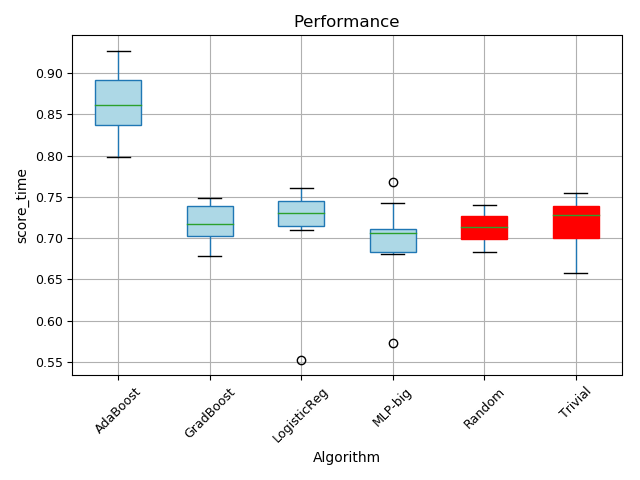 Performance
score_time
0.90
0.85
0.80
0.75
0.70
0.65
0.60
0.55
AdaBoost
GradBoost
LogisticReg
MLP-big
Random
Trivial
Algorithm